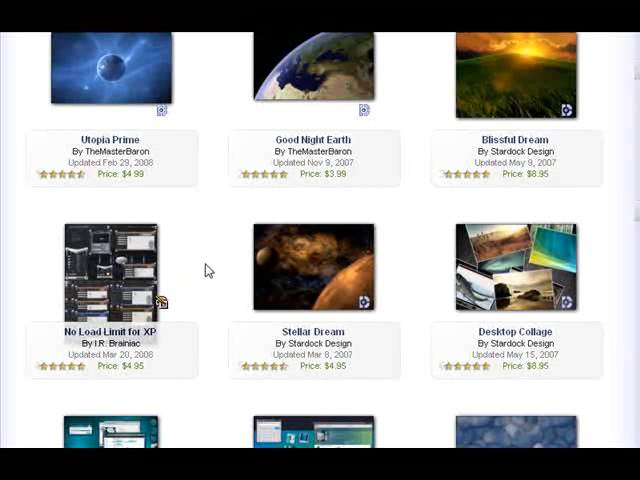 Utopia Prime
By TheMasterBaron
Updated Feb 29, 2008
Price: $4.99
Good Night Earth
By TheMasterBaron
Updated Nov 9, 2007
Price: $3.99
Blissful Dream
By Stardock Design
Updated May 9, 2007
Price: $8.95
No Load Limit for XP
By I.R. Brainiac
Updated Mar 20, 2008
Price: $4.95
Stellar Dream
By Stardock Design
Updated Mar 8, 2007
Price: $4.95
Desktop Collage
By Stardock Design
Updated May 15, 2007
Price: $8.95